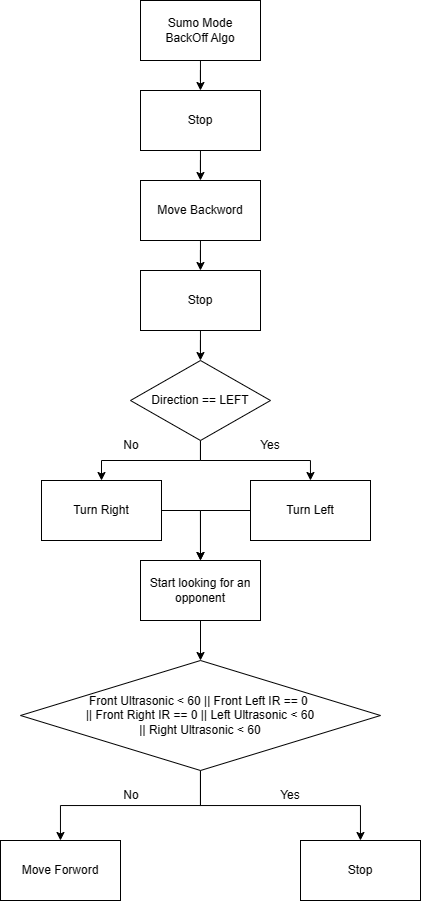 Sumo Mode
BackOff Algo
Stop
Move Backword
Stop
Direction == LEFT
No
Yes
Turn Right
Turn Left
Start looking for an
opponent
Front Ultrasonic < 60 || Front Left IR == 0
|| Front Right IR == 0 || Left Ultrasonic < 60
|| Right Ultrasonic < 60
No
Yes
Move Forword
Stop